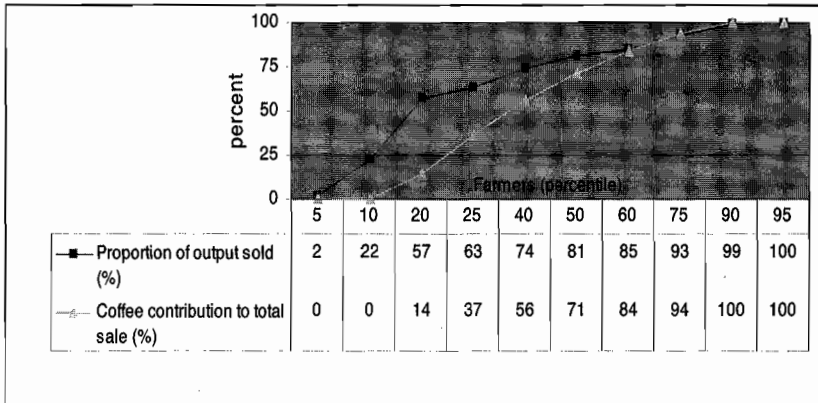 100
75
50
25
0
percent
Farmers (percentile)
5 10 20 25 40 50 60 75 90 95
Proportion of output sold (%) 2 22 57 63 74 81 85 93 99 100
Coffee contribution to total sale (%) 0 0 14 37 56 71 84 94 100 100